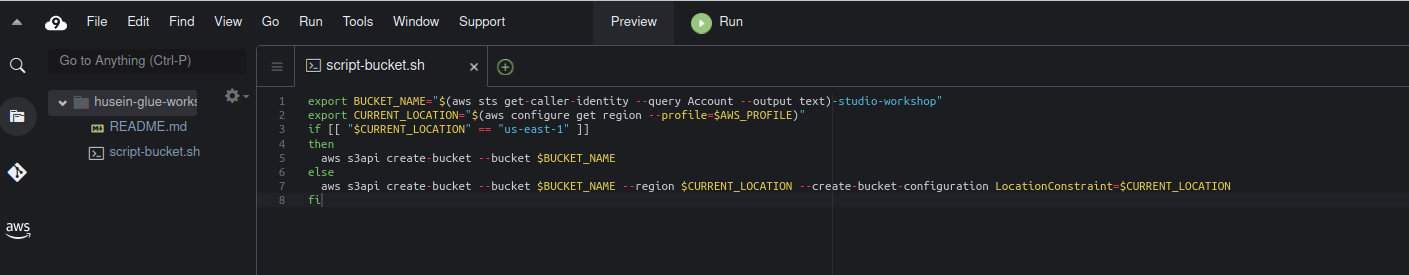 9 File Edit Find View Go Run Tools Window Support Preview Run
Go to Anything (Ctrl-P)
script-bucket.sh
husein-glue-works
README.md
script-bucket.sh
aws
1 export BUCKET_NAME="$(aws sts get-caller-identity --query Account --output text)-studio-workshop"
2 export CURRENT_LOCATION="$(aws configure get region --profile=$AWS_PROFILE)"
3 if [[ "$CURRENT_LOCATION" == "us-east-1" ]]
4 then
5   aws s3api create-bucket --bucket $BUCKET_NAME
6 else
7   aws s3api create-bucket --bucket $BUCKET_NAME --region $CURRENT_LOCATION --create-bucket-configuration LocationConstraint=$CURRENT_LOCATION
8 fi